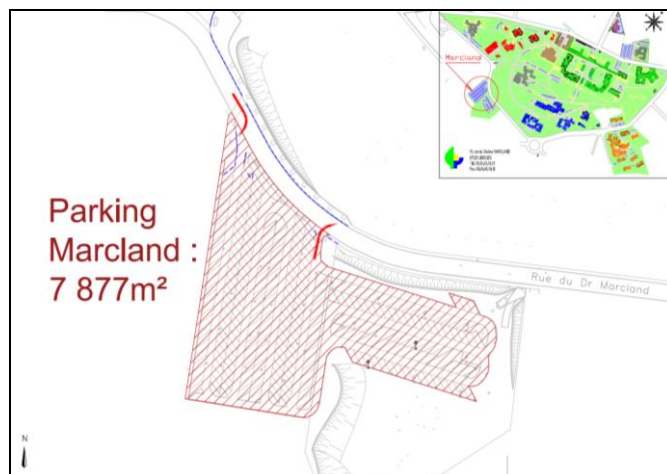 Marcland
Parking
Marcland :
7 877m²
Rue du Dr Marcland
N